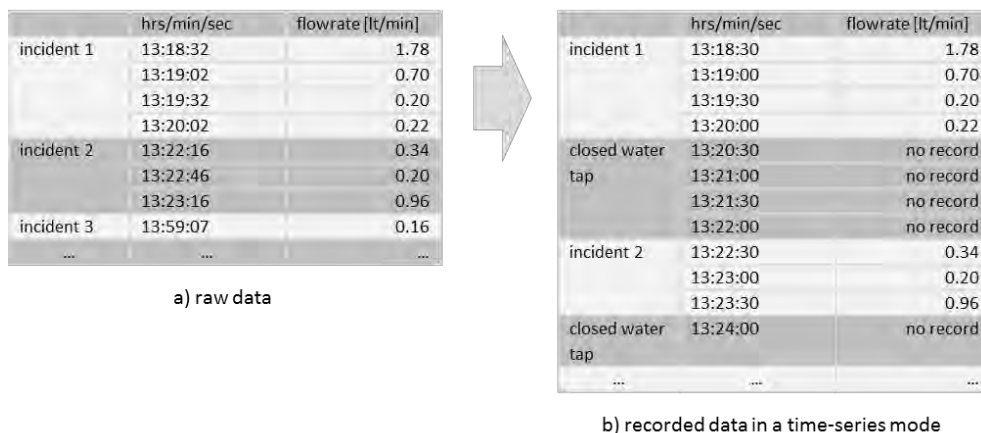 hrs/min/sec flowrate [lt/min]
incident 1 13:18:32 1.78
13:19:02 0.70
13:19:32 0.20
13:20:02 0.22
incident 2 13:22:16 0.34
13:22:46 0.20
13:23:16 0.96
incident 3 13:59:07 0.16
... ... ...
a) raw data
hrs/min/sec flowrate [lt/min]
incident 1 13:18:30 1.78
13:19:00 0.70
13:19:30 0.20
13:20:00 0.22
closed water 13:20:30 no record
tap 13:21:00 no record
13:21:30 no record
13:22:00 no record
incident 2 13:22:30 0.34
13:23:00 0.20
13:23:30 0.96
closed water 13:24:00 no record
tap
... ... ...
b) recorded data in a time-series mode